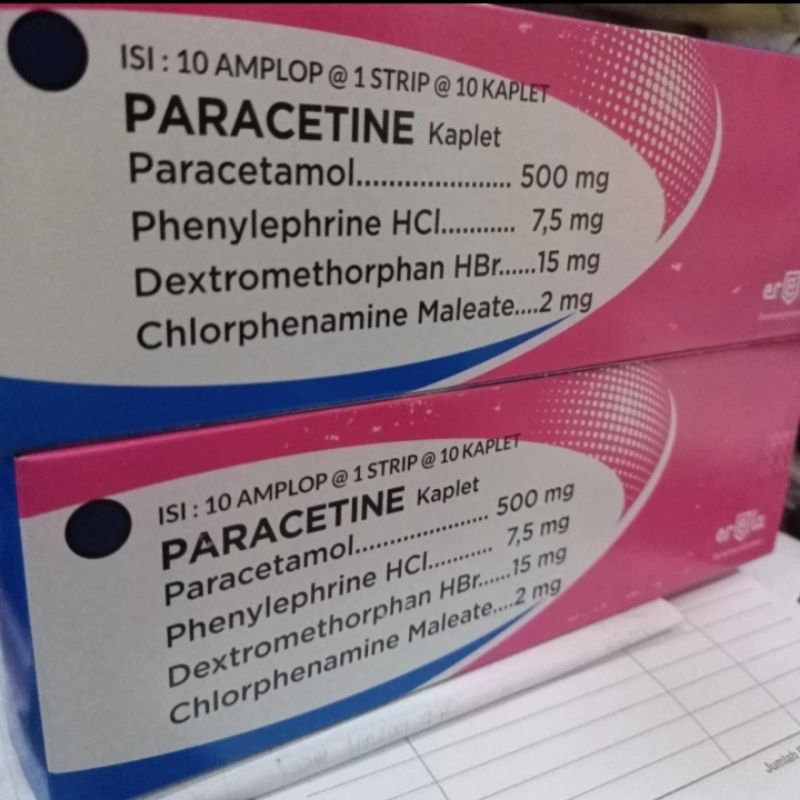 ISI : 10 AMPLOP @ 1 STRIP @ 10 KAPLET
PARACETINE Kaplet
Paracetamol..................... 500 mg
Phenylephrine HCl........... 7,5 mg
Dextromethorphan HBr......15 mg
Chlorphenamine Maleate....2 mg
ISI : 10 AMPLOP @ 1 STRIP @ 10 KAPLET
PARACETINE Kaplet
Paracetamol..................... 500 mg
Phenylephrine HCl........... 7,5 mg
Dextromethorphan HBr......15 mg
Chlorphenamine Maleate....2 mg
erela
Jumlah